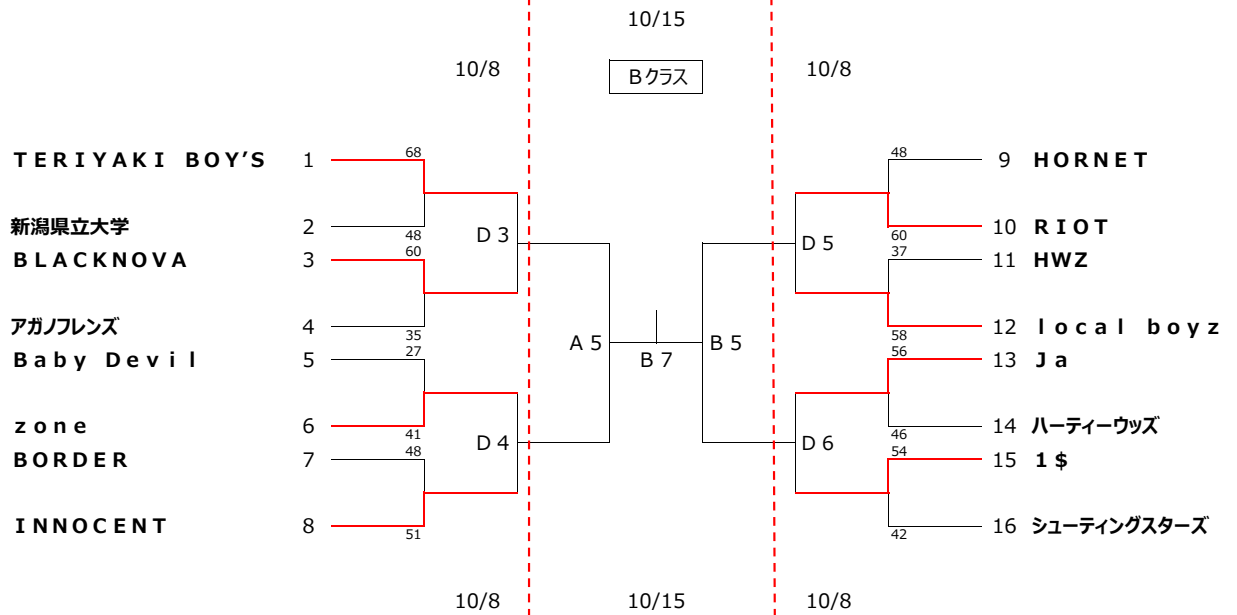 10/15
10/8
Bクラス
10/8
TERIYAKI BOY'S 1 68
48 9 HORNET
新潟県立大学 2 48
D3
D5
60 10 RIOT
BLACKNOVA 3 60
37 11 HWZ
アガノフレンズ 4 35
58 12 local boyz
Baby Devil 5 27
A5
B7
B5
56 13 Ja
zone 6 41
46 14 ハーティーウッズ
D4
D6
BORDER 7 48
54 15 1$
INNOCENT 8 51
42 16 シューティングスターズ
10/8
10/15
10/8